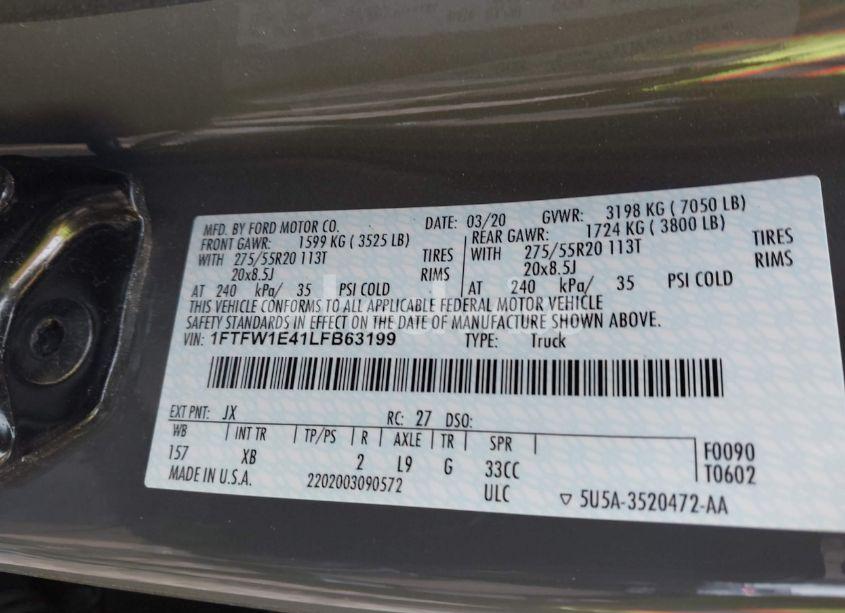 MFD. BY FORD MOTOR CO. DATE: 03/20 GVWR: 3198 KG ( 7050 LB)
FRONT GAWR: 1599 KG ( 3525 LB) REAR GAWR: 1724 KG ( 3800 LB)
WITH 275/55R20 113T TIRES WITH 275/55R20 113T TIRES
20x8.5J RIMS 20x8.5J RIMS
AT 240 kPa/ 35 PSI COLD AT 240 kPa/ 35 PSI COLD
THIS VEHICLE CONFORMS TO ALL APPLICABLE FEDERAL MOTOR VEHICLE
SAFETY STANDARDS IN EFFECT ON THE DATE OF MANUFACTURE SHOWN ABOVE.
VIN: 1FTFW1E41LFB63199 TYPE: Truck
EXT PNT: JX RC: 27 DSO:
WB INT TR TP/PS R AXLE TR SPR F0090
157 XB 2 L9 G 33CC T0602
MADE IN U.S.A. 2202003090572 ULC ▽ 5U5A-3520472-AA